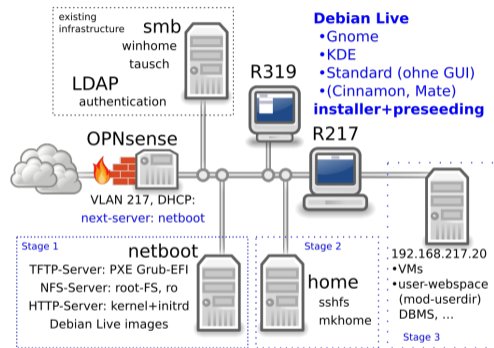 existing
infrastructure
smb
winhome
tausch
LDAP
authentication
R319
Debian Live
•Gnome
•KDE
•Standard (ohne GUI)
•(Cinnamon, Mate)
installer+preseeding
R217
OPNsense
VLAN 217, DHCP:
next-server: netboot
Stage 1
netboot
TFTP-Server: PXE Grub-EFI
NFS-Server: root-FS, ro
HTTP-Server: kernel+initrd
Debian Live images
Stage 2
home
sshfs
mkhome
192.168.217.20
•VMs
•user-webspace
(mod-userdir)
DBMS, ...
Stage 3